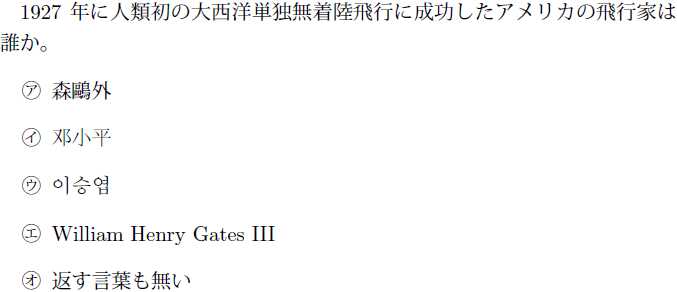 1927 年に人類初の大西洋単独無着陸飛行に成功したアメリカの飛行家は
誰か。
㋐ 森鷗外
㋑ 邓小平
㋒ 이승엽
㋓ William Henry Gates III
㋔ 返す言葉も無い